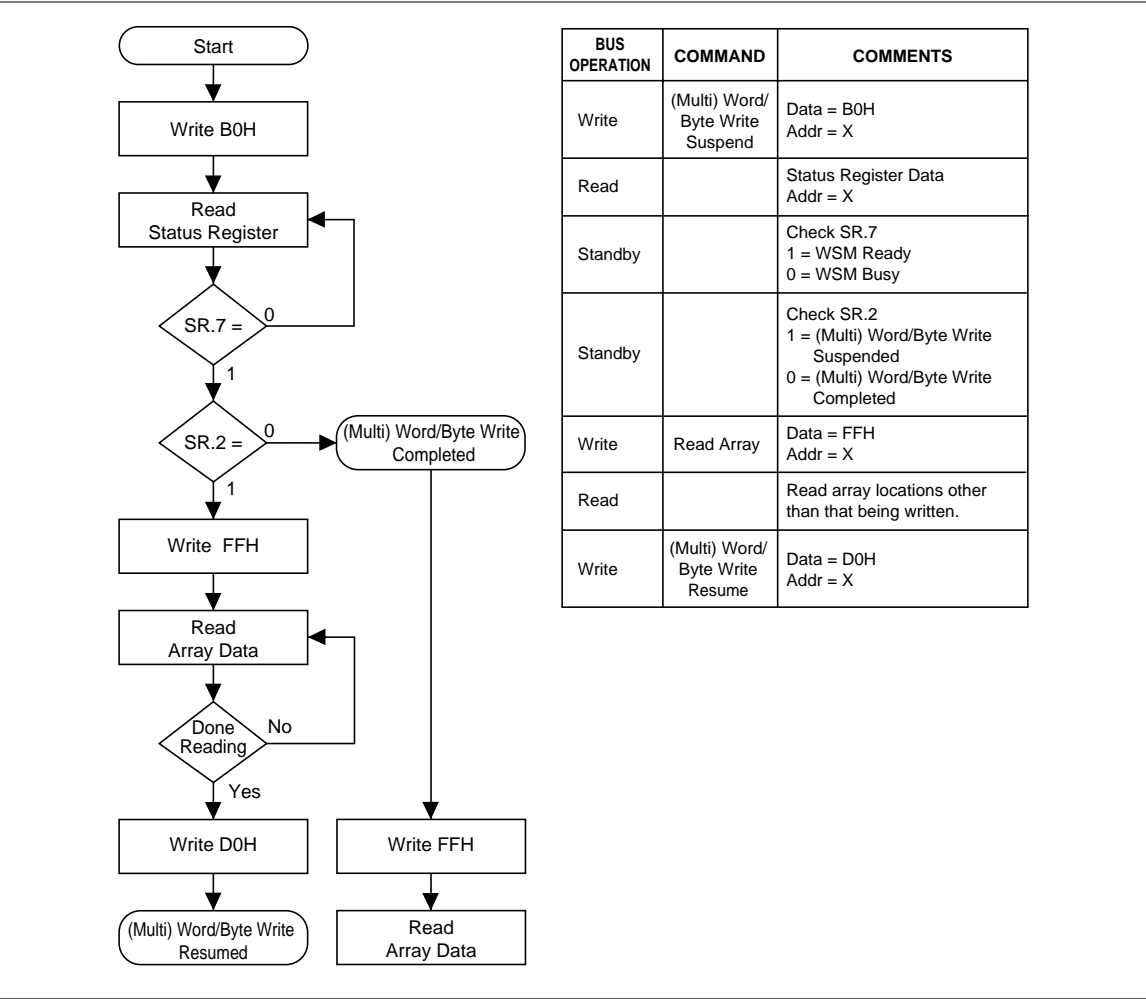 Start
Write B0H
Read
Status Register
SR.7 =
0
1
SR.2 =
0
1
(Multi) Word/Byte Write
Completed
Write FFH
Read
Array Data
Done
Reading
No
Yes
Write D0H
(Multi) Word/Byte Write
Resumed
Write FFH
Read
Array Data
BUS
OPERATION
COMMAND
COMMENTS
Write
(Multi) Word/
Byte Write
Suspend
Data = B0H
Addr = X
Read
Status Register Data
Addr = X
Standby
Check SR.7
1 = WSM Ready
0 = WSM Busy
Standby
Check SR.2
1 = (Multi) Word/Byte Write
Suspended
0 = (Multi) Word/Byte Write
Completed
Write
Read Array
Data = FFH
Addr = X
Read
Read array locations other
than that being written.
Write
(Multi) Word/
Byte Write
Resume
Data = D0H
Addr = X